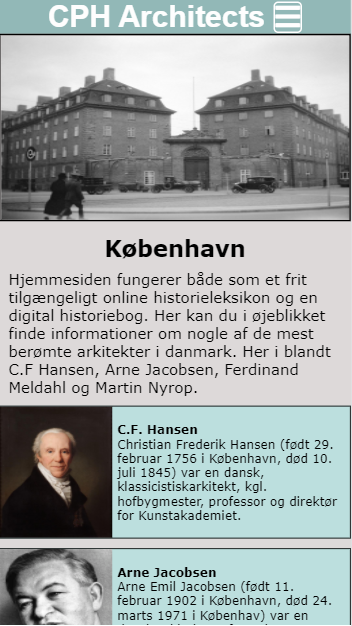 CPH Architects
København
Hjemmesiden fungerer både som et frit
tilgængeligt online historieleksikon og en
digital historiebog. Her kan du i øjeblikket
finde informationer om nogle af de mest
berømte arkitekter i danmark. Her i blandt
C.F Hansen, Arne Jacobsen, Ferdinand
Meldahl og Martin Nyrop.
C.F. Hansen
Christian Frederik Hansen (født 29.
februar 1756 i København, død 10.
juli 1845) var en dansk,
klassicistiskarkitekt, kgl.
hofbygmester, professor og direktør
for Kunstakademiet.
Arne Jacobsen
Arne Emil Jacobsen (født 11.
februar 1902 i København, død 24.
marts 1971 i Københav) var en